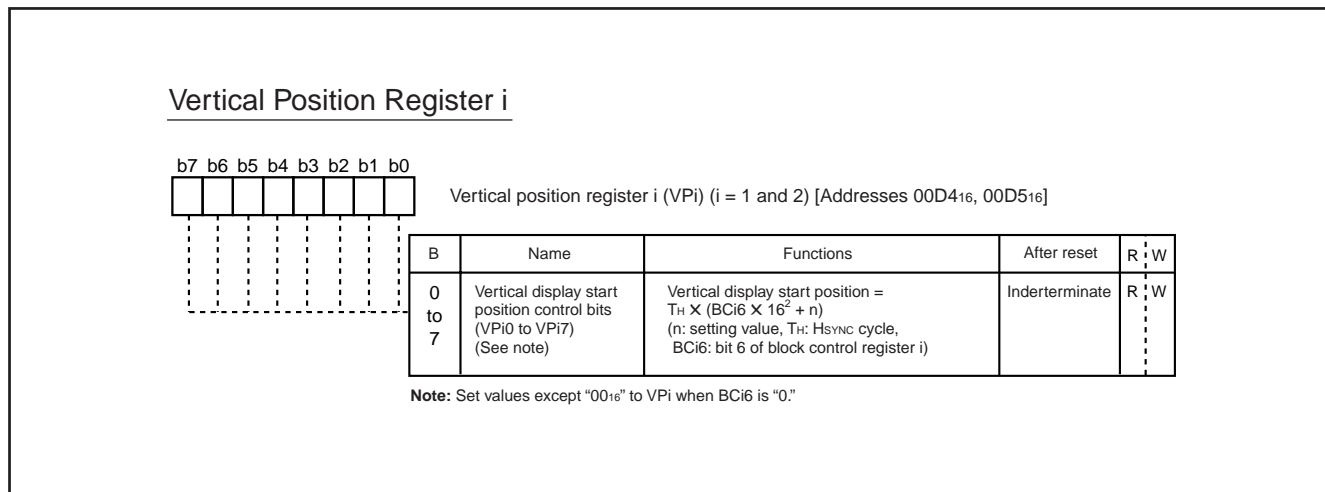 Vertical Position Register i
b7 b6 b5 b4 b3 b2 b1 b0
Vertical position register i (VPi) (i = 1 and 2) [Addresses 00D4₁₆, 00D5₁₆]
B Name Functions After reset R W
0 to 7
Vertical display start
position control bits
(VPi0 to VPi7)
(See note)
Vertical display start position =
TH X (BCi6 X 16² + n)
(n: setting value, TH: HSYNC cycle,
BCi6: bit 6 of block control register i)
Inderterminate R W
Note: Set values except “00₁₆” to VPi when BCi6 is “0.”